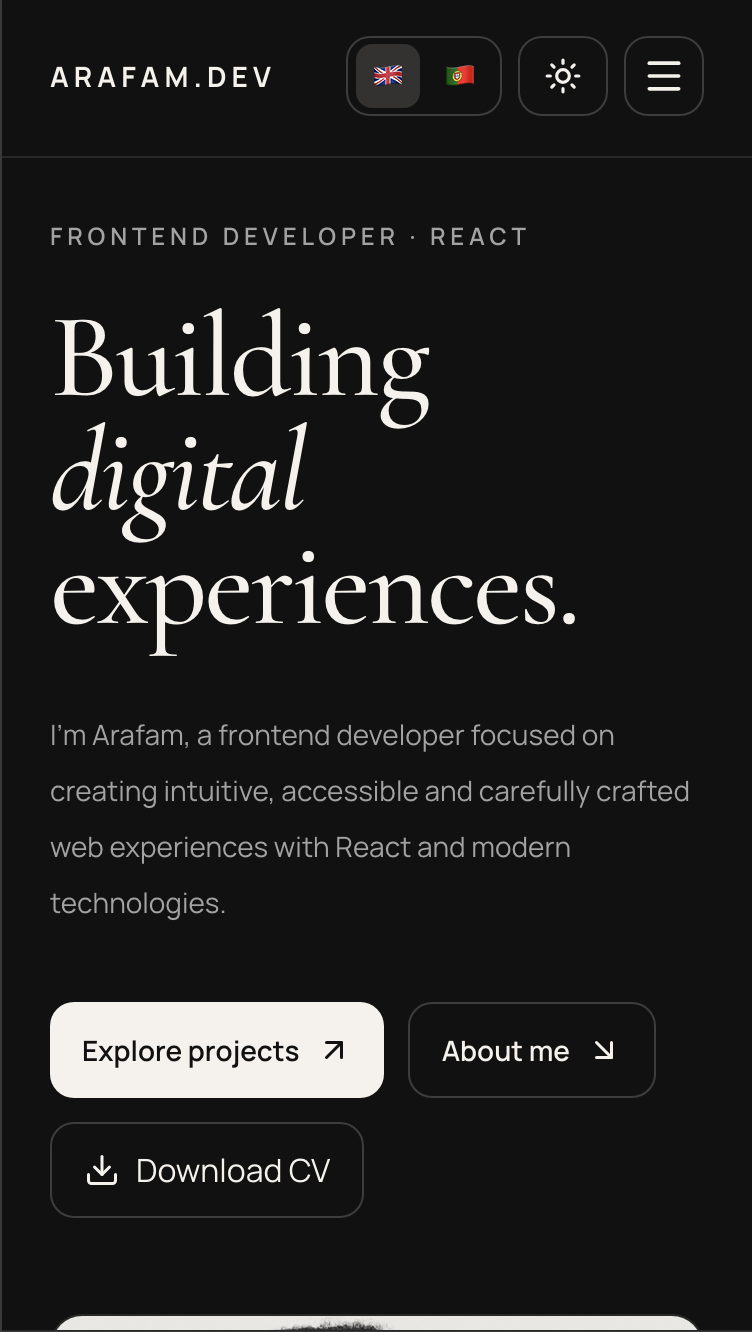 ARAFAM.DEV
FRONTEND DEVELOPER · REACT
Building
digital
experiences.
I’m Arafam, a frontend developer focused on
creating intuitive, accessible and carefully crafted
web experiences with React and modern
technologies.
Explore projects
About me
Download CV